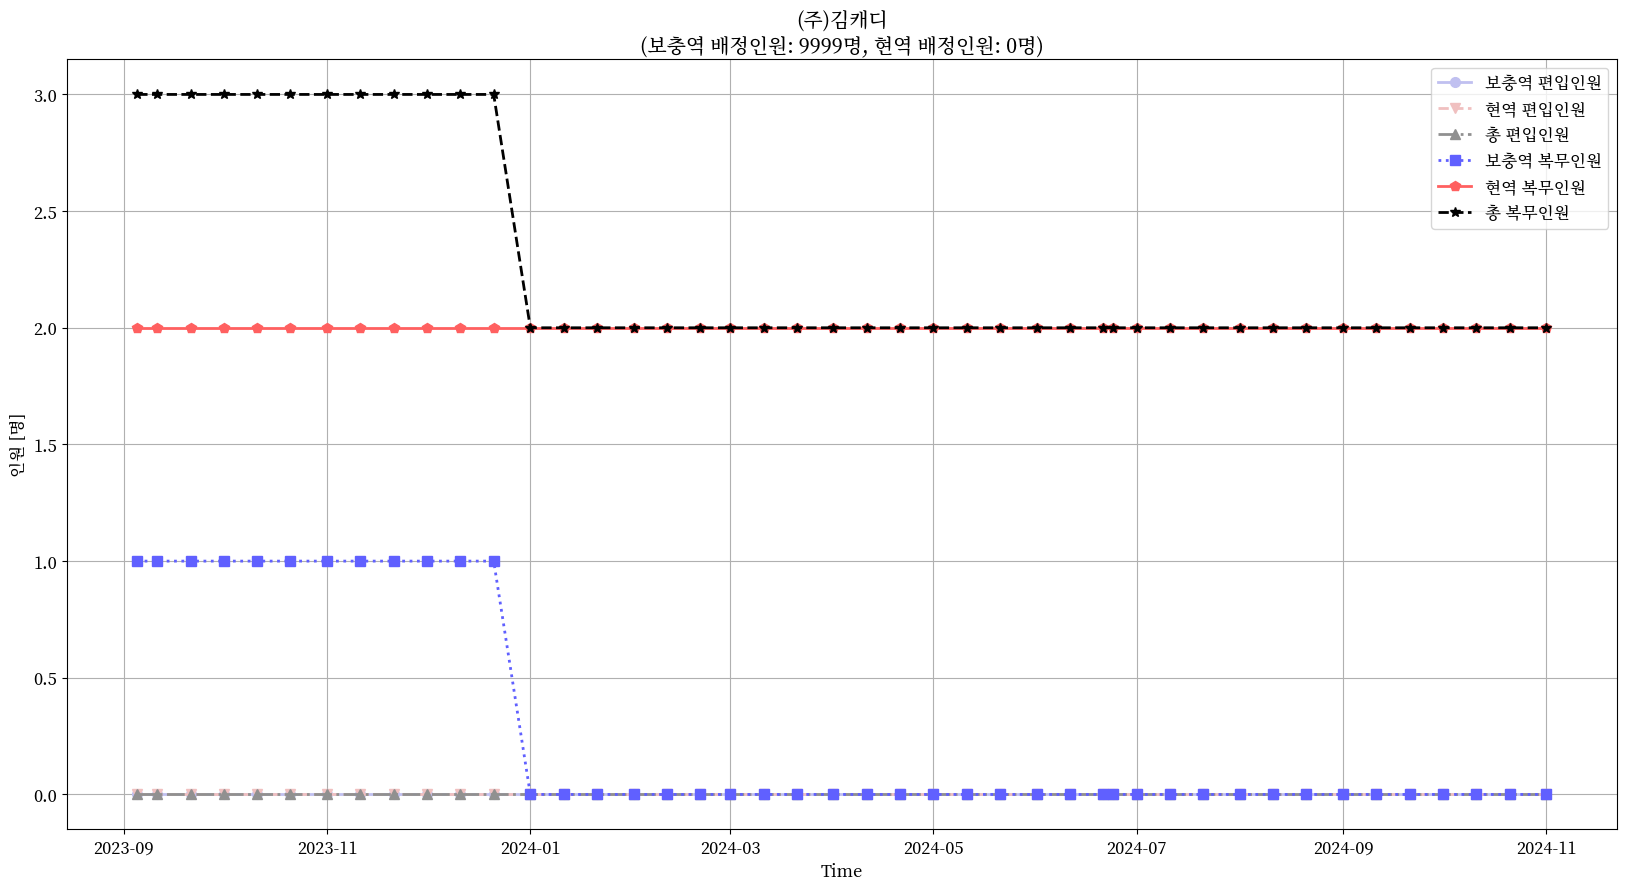 (주)김캐디
(보충역 배정인원: 9999명, 현역 배정인원: 0명)
보충역 편입인원
현역 편입인원
총 편입인원
보충역 복무인원
현역 복무인원
총 복무인원
인원 [명]
3.0
2.5
2.0
1.5
1.0
0.5
0.0
2023-09 2023-11 2024-01 2024-03 2024-05 2024-07 2024-09 2024-11
Time